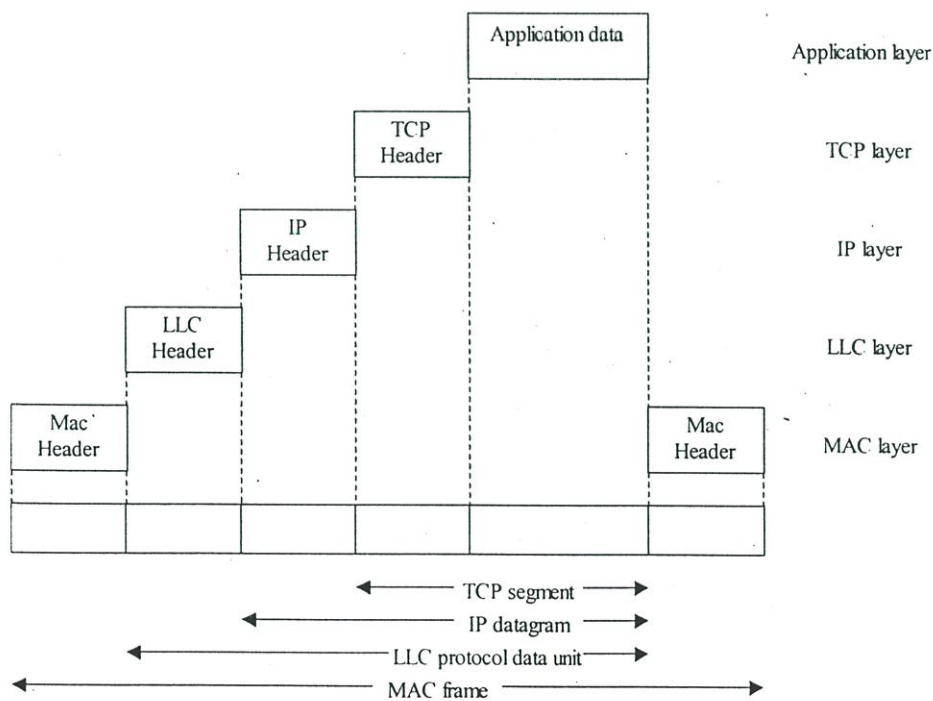 Application data
Application layer
TCP
Header
TCP layer
IP
Header
IP layer
LLC
Header
LLC layer
Mac
Header
Mac
Header
MAC layer
TCP segment
IP datagram
LLC protocol data unit
MAC frame